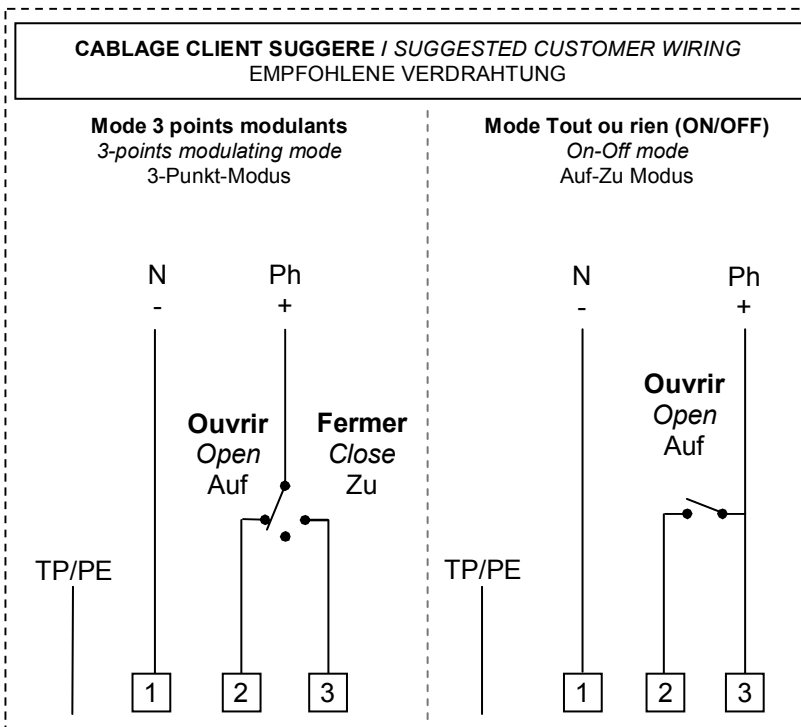 CABLAGE CLIENT SUGGERE / SUGGESTED CUSTOMER WIRING
EMPFOHLENE VERDRAHTUNG
Mode 3 points modulants
3-points modulating mode
3-Punkt-Modus
N
Ph
-
+
Ouvrir
Open
Auf
Fermer
Close
Zu
TP/PE
1
2
3
Mode Tout ou rien (ON/OFF)
On-Off mode
Auf-Zu Modus
N
Ph
-
+
Ouvrir
Open
Auf
TP/PE
1
2
3